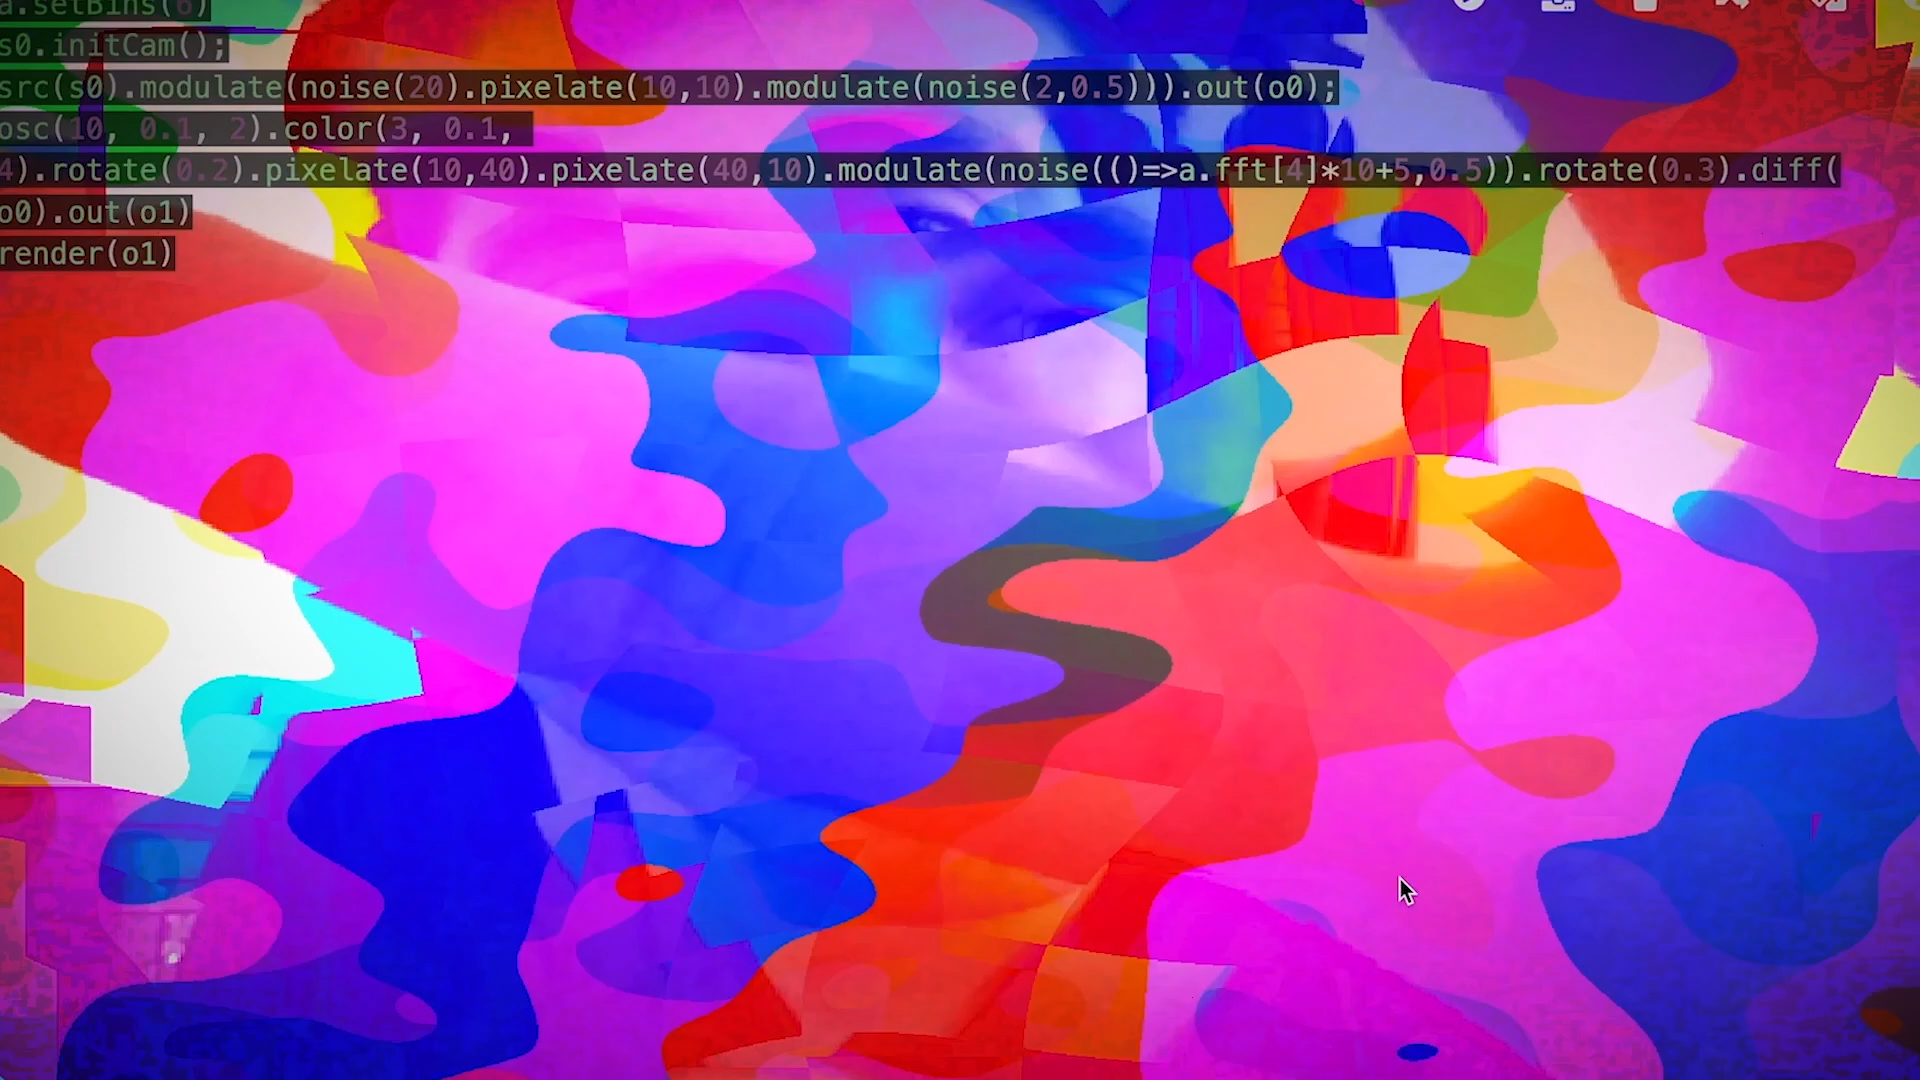 a.setBins(6)
s0.initCam();
src(s0).modulate(noise(20).pixelate(10,10).modulate(noise(2,0.5))).out(o0);
osc(10, 0.1, 2).color(3, 0.1,
4).rotate(0.2).pixelate(10,40).pixelate(40,10).modulate(noise(()=>a.fft[4]*10+5,0.5)).rotate(0.3).diff(
o0).out(o1)
render(o1)